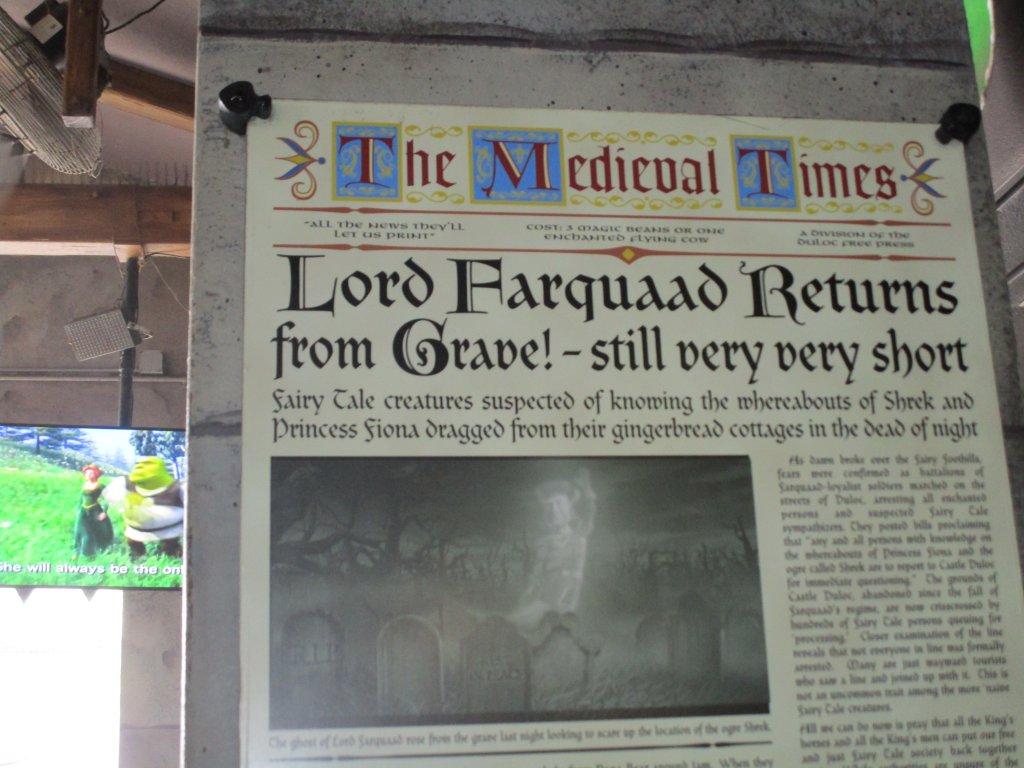 The Medieval Times
"ALL THE NEWS THEY'LL
LET US PRINT"
COST: 3 MAGIC BEANS OR ONE
ENCHANTED FLYING COW
A DIVISION OF THE
DULOC FREE PRESS
Lord Farquaad Returns
from Grave! - still very very short
Fairy Tale creatures suspected of knowing the whereabouts of Shrek and
Princess Fiona dragged from their gingerbread cottages in the dead of night
R.I.P.
The ghost of Lord Farquaad rose from the grave last night looking to scare up the location of the ogre Shrek.
As dawn broke over the Fairy Foothills,
fears were confirmed as battalions of
Farquaad-loyalist soldiers marched on the
streets of Duloc, arresting all enchanted
persons and suspected Fairy Tale
sympathizers. They posted bills proclaiming
that "any and all persons with knowledge on
the whereabouts of Princess Fiona and the
ogre called Shrek are to report to Castle Duloc
for immediate questioning." The grounds of
Castle Duloc, abandoned since the fall of
Farquaad's regime, are now crisscrossed by
hundreds of Fairy Tale persons queuing for
"processing." Closer examination of the line
reveals that not everyone in line was formally
arrested. Many are just wayward tourists
who saw a line and joined up with it. This is
not an uncommon trait among the more naive
Fairy Tale creatures.
All we can do now is pray that all the King's
horses and all the King's men can put our free
and just Fairy Tale society back together
She will always be the onl